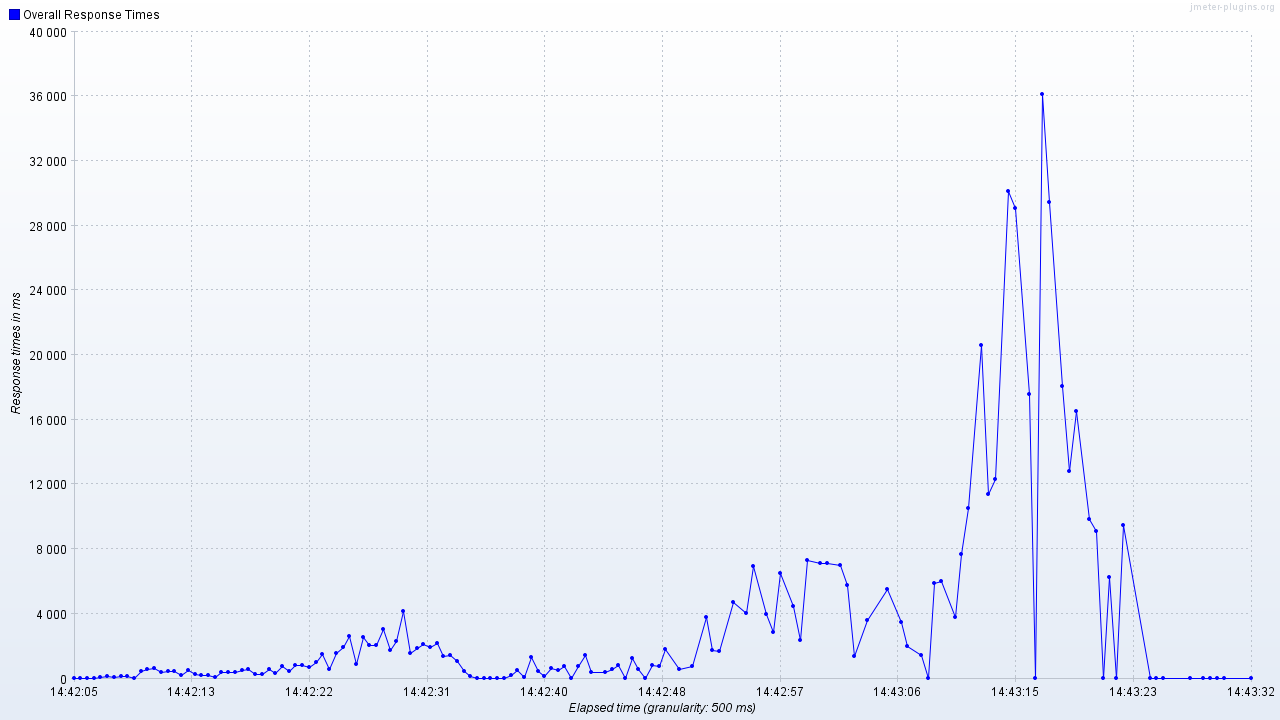 jmeter-plugins.org
Overall Response Times
40 000
36 000
32 000
28 000
24 000
20 000
16 000
12 000
8 000
4 000
0
Response times in ms
14:42:05 14:42:13 14:42:22 14:42:31 14:42:40 14:42:48 14:42:57 14:43:06 14:43:15 14:43:23 14:43:32
Elapsed time (granularity: 500 ms)